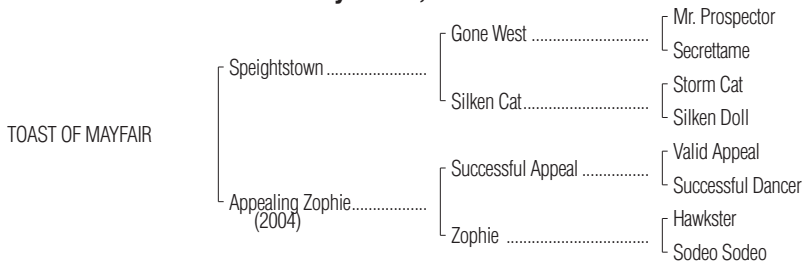 Gone West
Mr. Prospector
Secrettame
Speightstown
Silken Cat
Storm Cat
Silken Doll
TOAST OF MAYFAIR
Successful Appeal
Valid Appeal
Successful Dancer
Appealing Zophie
(2004)
Zophie
Hawkster
Sodeo Sodeo